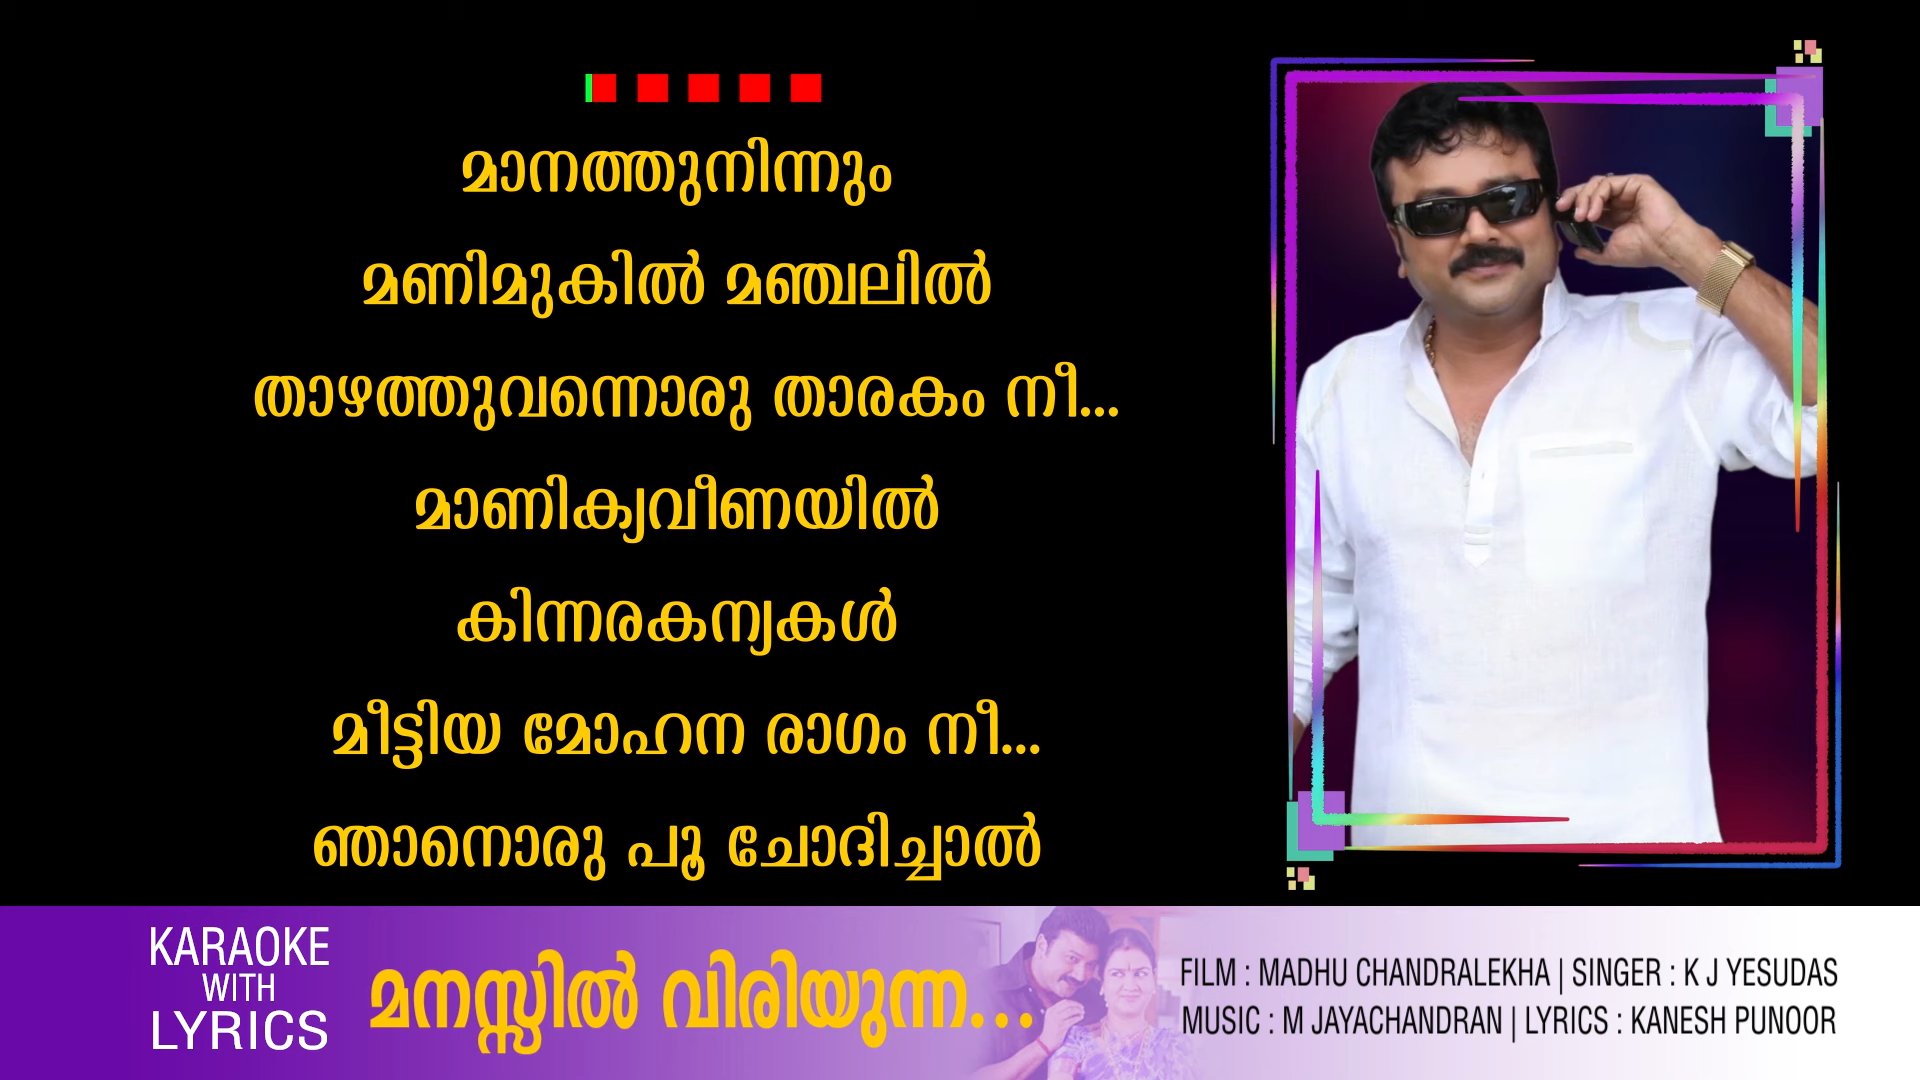 മാനത്തുനിന്നും
മണിമുകിൽ മഞ്ചലിൽ
താഴത്തുവന്നൊരു താരകം നീ...
മാണിക്യവീണയിൽ
കിന്നരകന്യകൾ
മീട്ടിയ മോഹന രാഗം നീ...
ഞാനൊരു പൂ ചോദിച്ചാൽ
KARAOKE
WITH
LYRICS
മനസ്സിൽ വിരിയുന്ന...
FILM : MADHU CHANDRALEKHA | SINGER : K J YESUDAS
MUSIC : M JAYACHANDRAN | LYRICS : KANESH PUNOOR